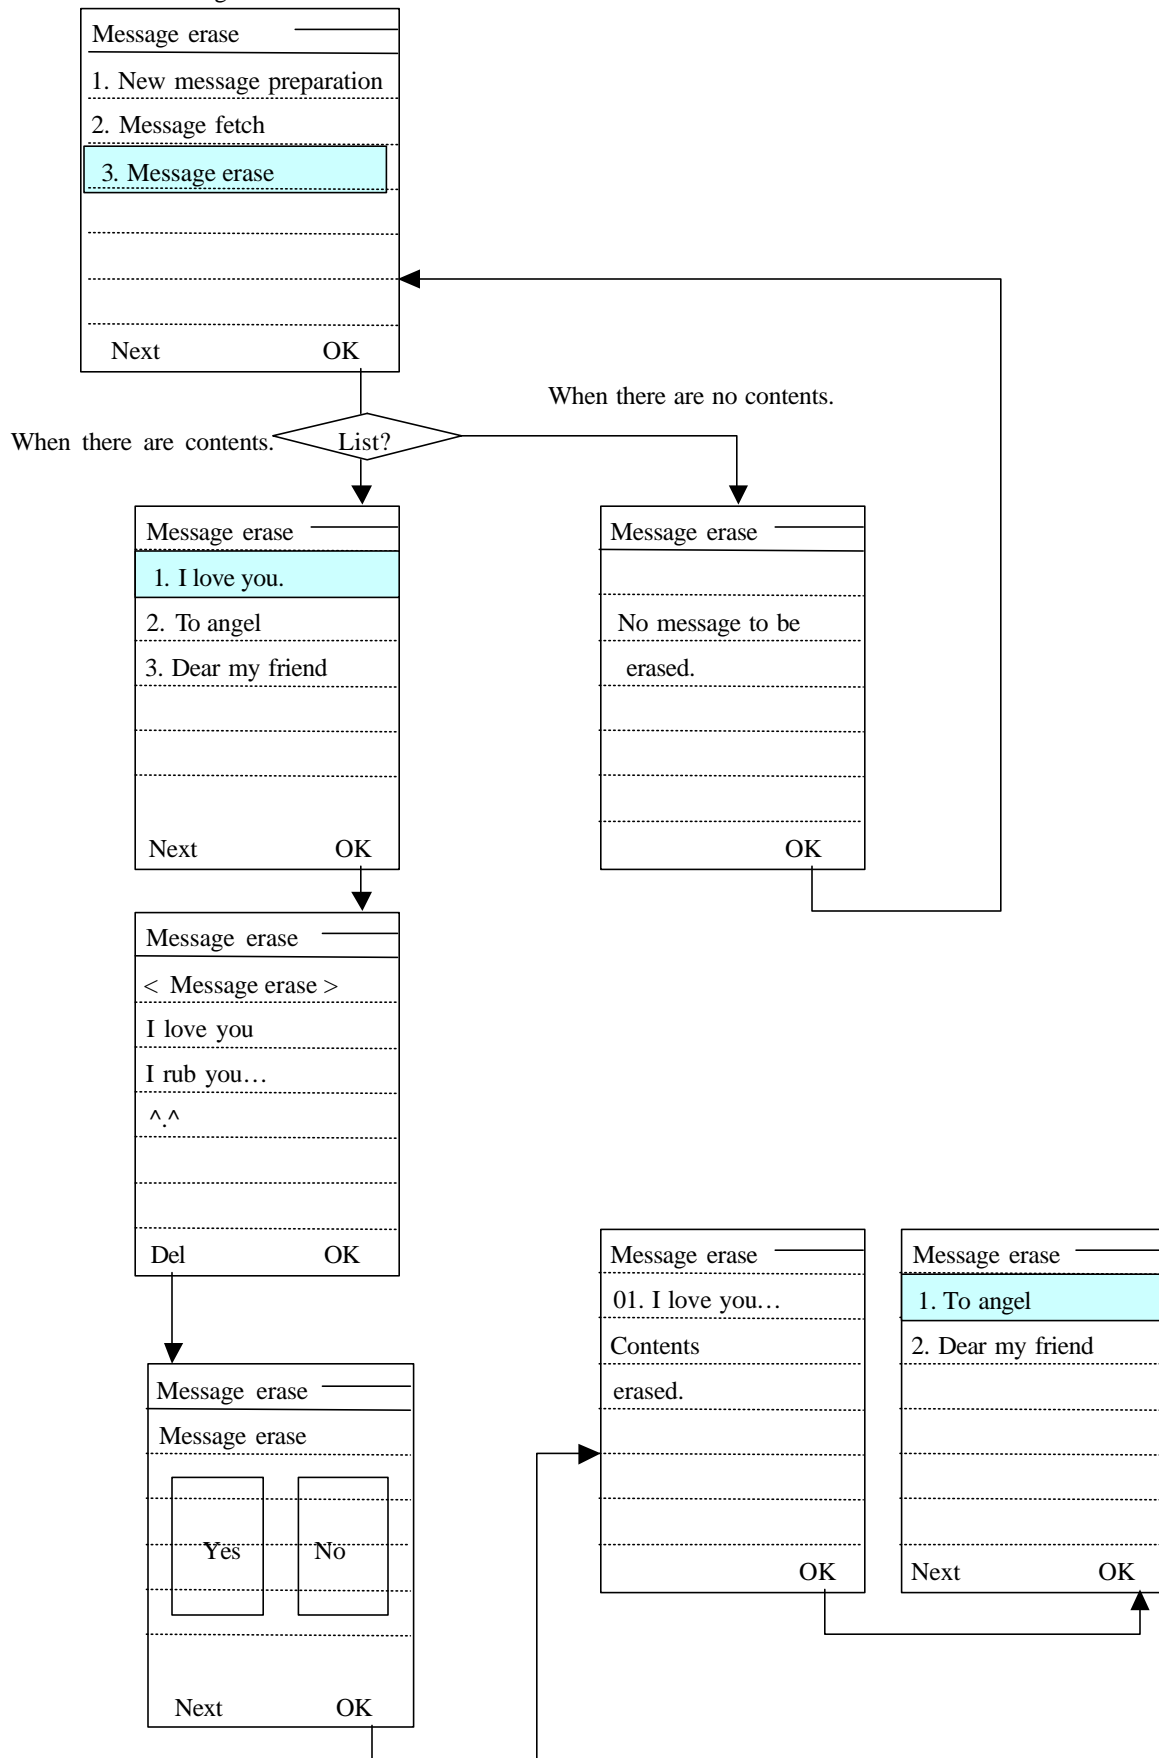 Message erase
1. New message preparation
2. Message fetch
3. Message erase
Next OK
When there are no contents.
When there are contents.
List?
Message erase
1. I love you.
2. To angel
3. Dear my friend
Next OK
Message erase
No message to be
erased.
OK
Message erase
< Message erase >
I love you
I rub you…
^.^
Del OK
Message erase
Message erase
Yes No
Next OK
Message erase
01. I love you…
Contents
erased.
OK
Message erase
1. To angel
2. Dear my friend
Next OK